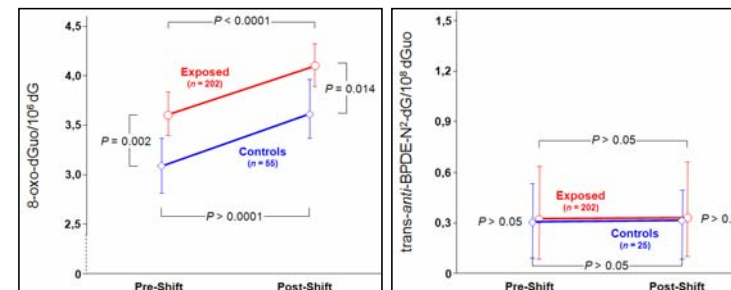 8-oxo-dGuo/10⁶ dG
4,5
4,0
3,5
3,0
2,5
0
P < 0.0001
Exposed
(n = 202)
P = 0.014
P = 0.002
Controls
(n = 55)
P > 0.0001
Pre-Shift
Post-Shift
trans-anti-BPDE-N²-dG/10⁸ dGuo
1,5
1,2
0,9
0,6
0,3
0
P > 0.05
Exposed
(n = 202)
P > 0.05
P > 0.
Controls
(n = 25)
P > 0.05
Pre-Shift
Post-Shift